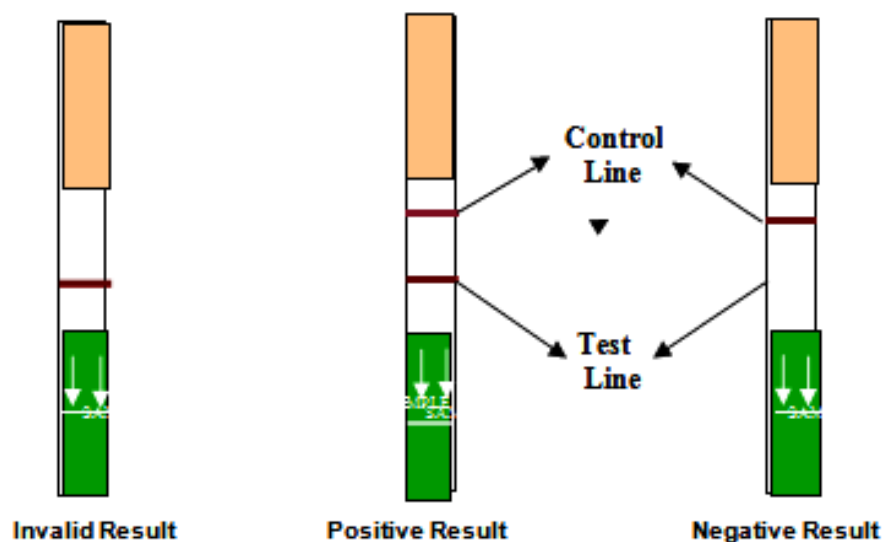 Control
Line
Test
Line
Invalid Result
Positive Result
Negative Result